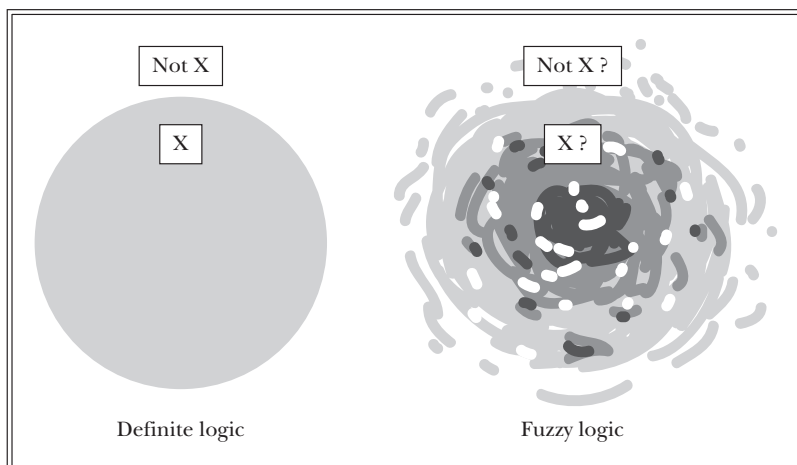 Not X
X
Definite logic
Not X ?
X ?
Fuzzy logic